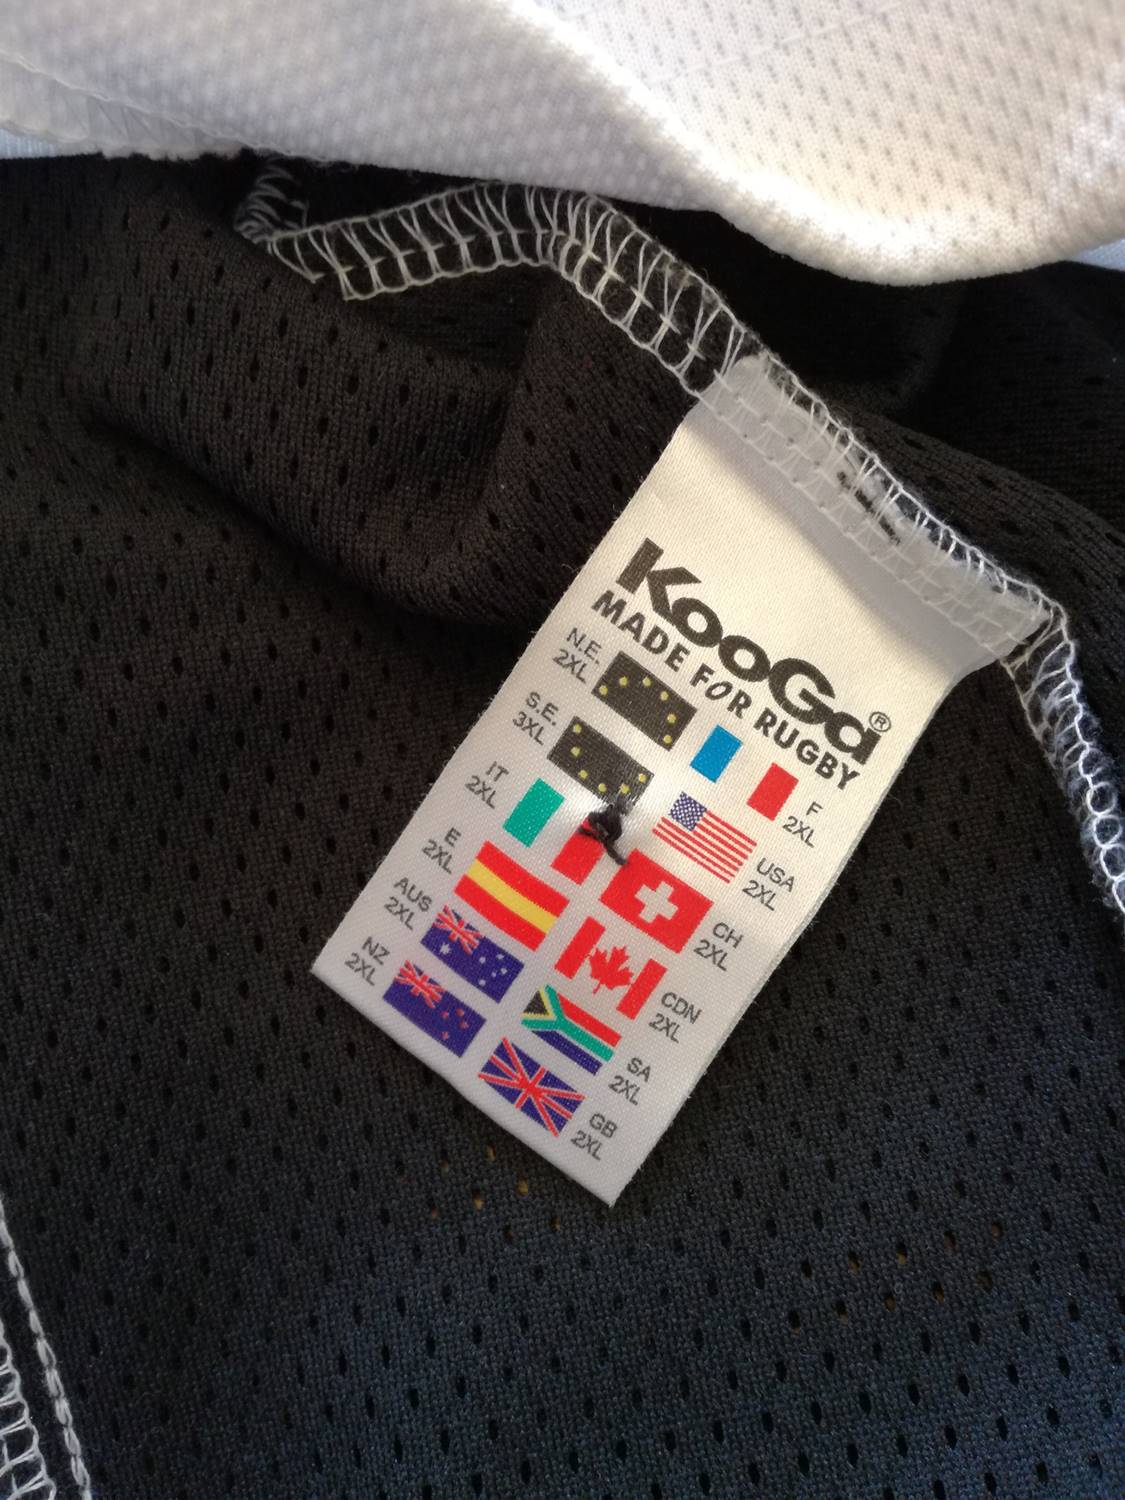 KooGa®
MADE FOR RUGBY
N.E.
2XL
F
2XL
S.E.
3XL
USA
2XL
IT
2XL
CH
2XL
E
2XL
CDN
2XL
AUS
2XL
SA
2XL
NZ
2XL
GB
2XL